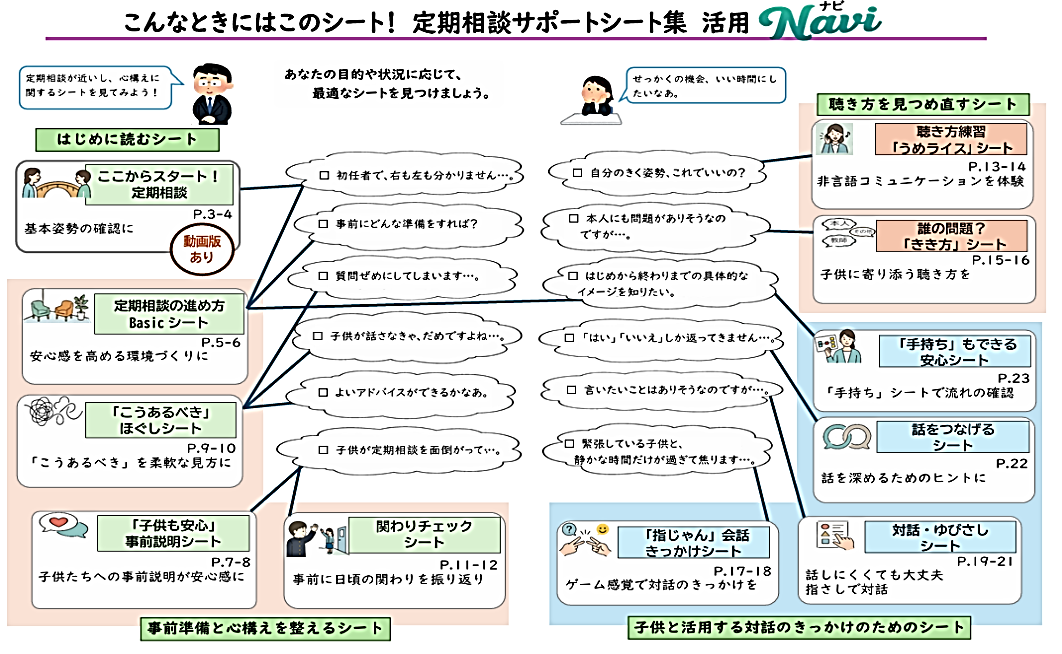 こんなときにはこのシート! 定期相談サポートシート集 活用 Navi
ナビ
定期相談が近いし、心構えに
関するシートを見てみよう!
あなたの目的や状況に応じて、
最適なシートを見つけましょう。
せっかくの機会、いい時間にし
たいなあ。
はじめに読むシート
ここからスタート!
定期相談
P.3-4
基本姿勢の確認に
動画版
あり
定期相談の進め方
Basic シート
P.5-6
安心感を高める環境づくりに
「こうあるべき」
ほぐしシート
P.9-10
「こうあるべき」を柔軟な見方に
「子供も安心」
事前説明シート
P.7-8
子供たちへの事前説明が安心感に
関わりチェック
シート
P.11-12
事前に日頃の関わりを振り返り
事前準備と心構えを整えるシート
□ 初任者で、右も左も分かりません…。
□ 事前にどんな準備をすれば?
□ 質問ぜめにしてしまいます…。
□ 子供が話さなきゃ、だめですよね…。
□ よいアドバイスができるかなあ。
□ 子供が定期相談を面倒がって…。
□ 自分のきく姿勢、これでいいの?
□ 本人にも問題がありそうなの
ですが…。
□ はじめから終わりまでの具体的な
イメージを知りたい。
□ 「はい」「いいえ」しか返ってきません…。
□ 言いたいことはありそうなのですが…。
□ 緊張している子供と、
静かな時間だけが過ぎて焦ります…。
聴き方を見つめ直すシート
聴き方練習
「うめライス」シート
P.13-14
非言語コミュニケーションを体験
本人
教師
誰の問題?
「きき方」シート
P.15-16
子供に寄り添う聴き方を
「手持ち」もできる
安心シート
P.23
「手持ち」シートで流れの確認
話をつなげる
シート
P.22
話を深めるためのヒントに
「指じゃん」会話
きっかけシート
P.17-18
ゲーム感覚で対話のきっかけを
対話・ゆびさし
シート
P.19-21
話しにくくても大丈夫
指さしで対話
子供と活用する対話のきっかけのためのシート